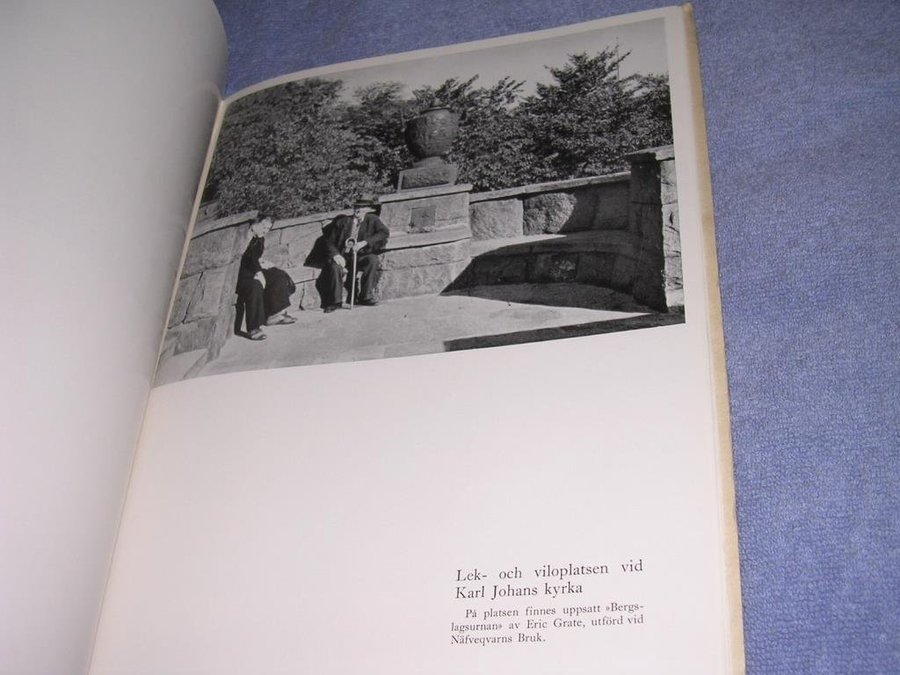 Lek- och viloplatsen vid
Karl Johans kyrka
På platsen finnes uppsatt »Bergs-
lagsurnan» av Eric Grate, utförd vid
Näfveqvarns Bruk.